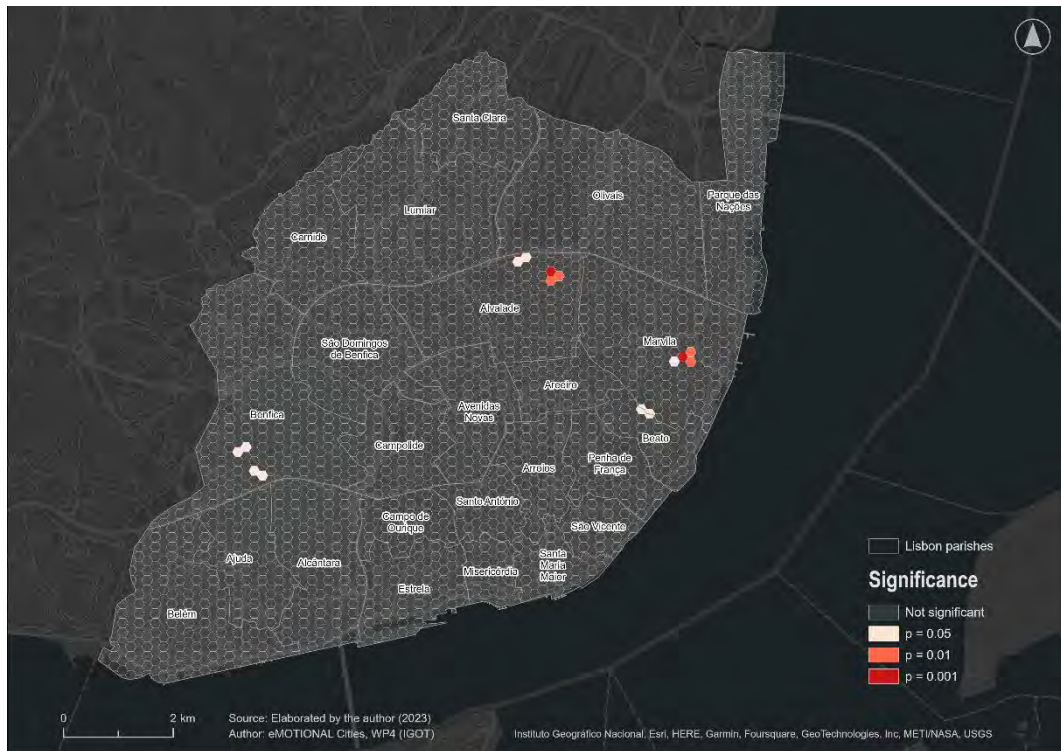 Santa Clara
Olivais
Parque das
Nações
Lumiar
Carnide
Alvalade
São Domingos
de Benfica
Marvila
Areeiro
Avenidas
Novas
Benfica
Beato
Campolide
Penha de
França
Arroios
Santo António
Campo de
Ourique
São Vicente
Ajuda
Alcântara
Santa
Maria
Maior
Misericórdia
Estrela
Belém
Lisbon parishes
Significance
Not significant
p = 0.05
p = 0.01
p = 0.001
0 2 km
Source: Elaborated by the author (2023)
Author: eMOTIONAL Cities, WP4 (IGOT)
Instituto Geográfico Nacional, Esri, HERE, Garmin, Foursquare, GeoTechnologies, Inc, METI/NASA, USGS